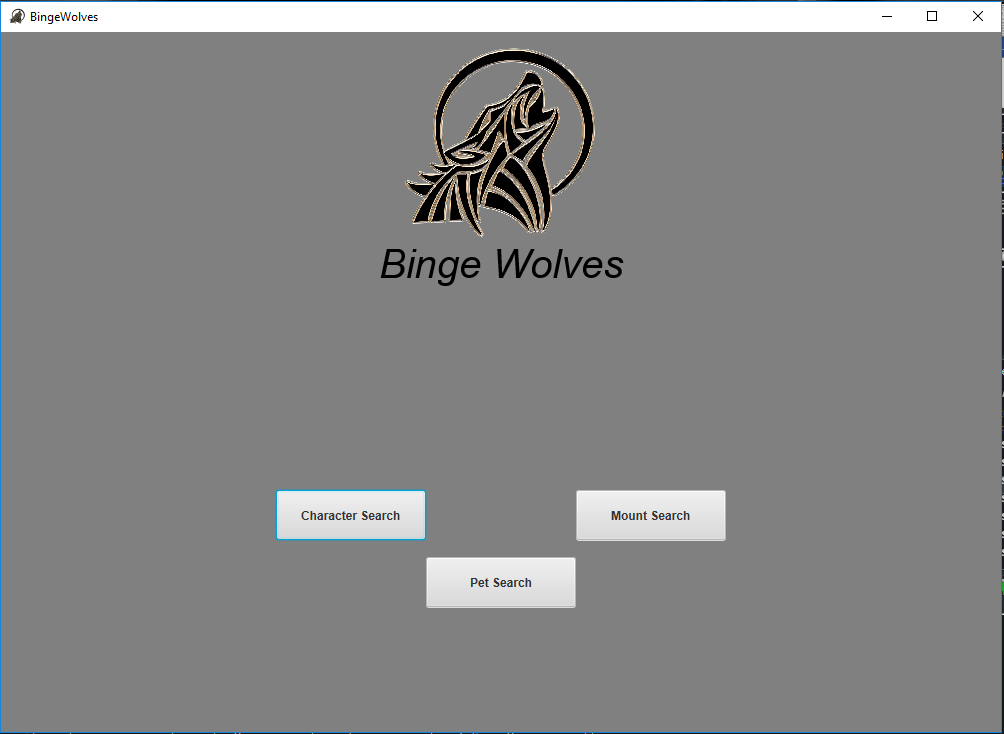 BingeWolves
Binge Wolves
Character Search
Mount Search
Pet Search